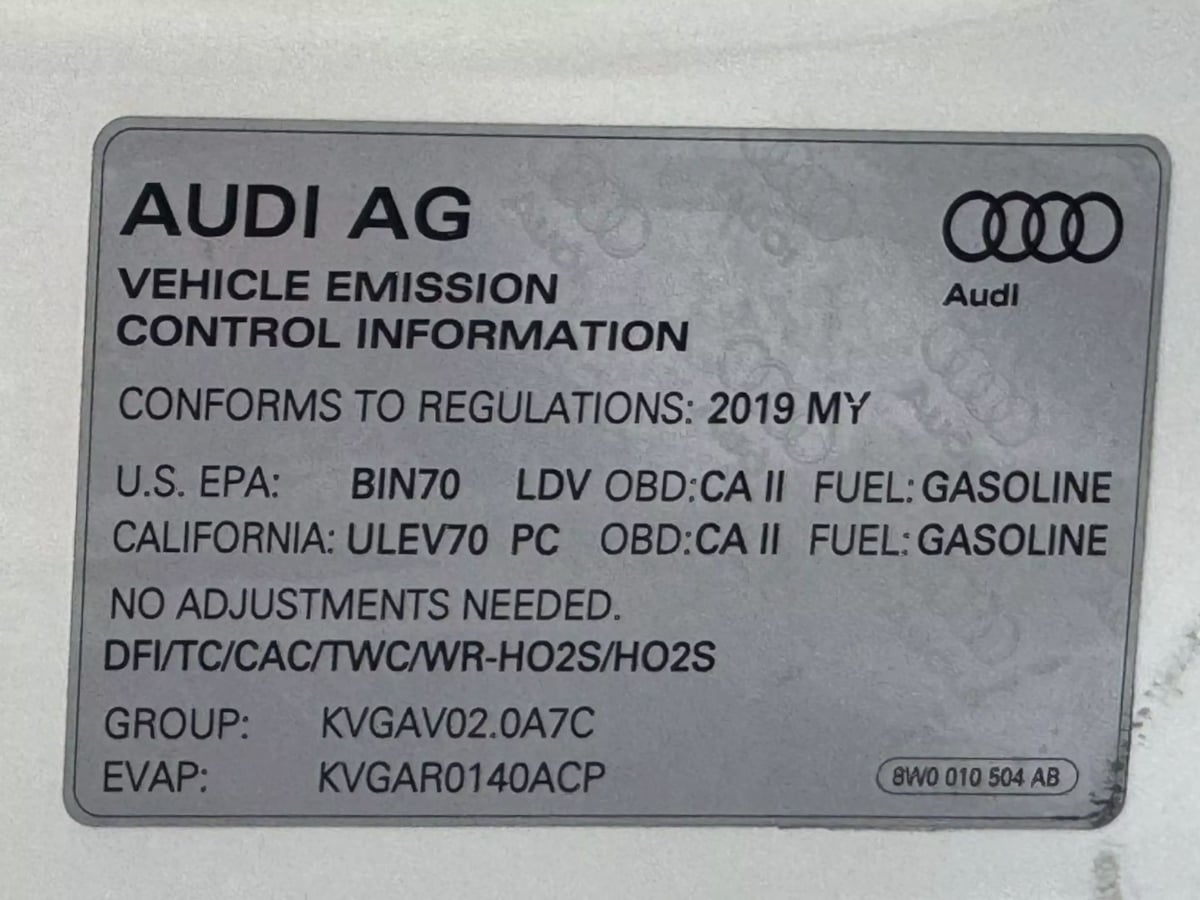 AUDI AG
Audi
VEHICLE EMISSION
CONTROL INFORMATION
CONFORMS TO REGULATIONS: 2019 MY
U.S. EPA: BIN70 LDV OBD:CA II FUEL: GASOLINE
CALIFORNIA: ULEV70 PC OBD:CA II FUEL: GASOLINE
NO ADJUSTMENTS NEEDED.
DFI/TC/CAC/TWC/WR-HO2S/HO2S
GROUP: KVGAV02.0A7C
EVAP: KVGAR0140ACP
8W0 010 504 AB